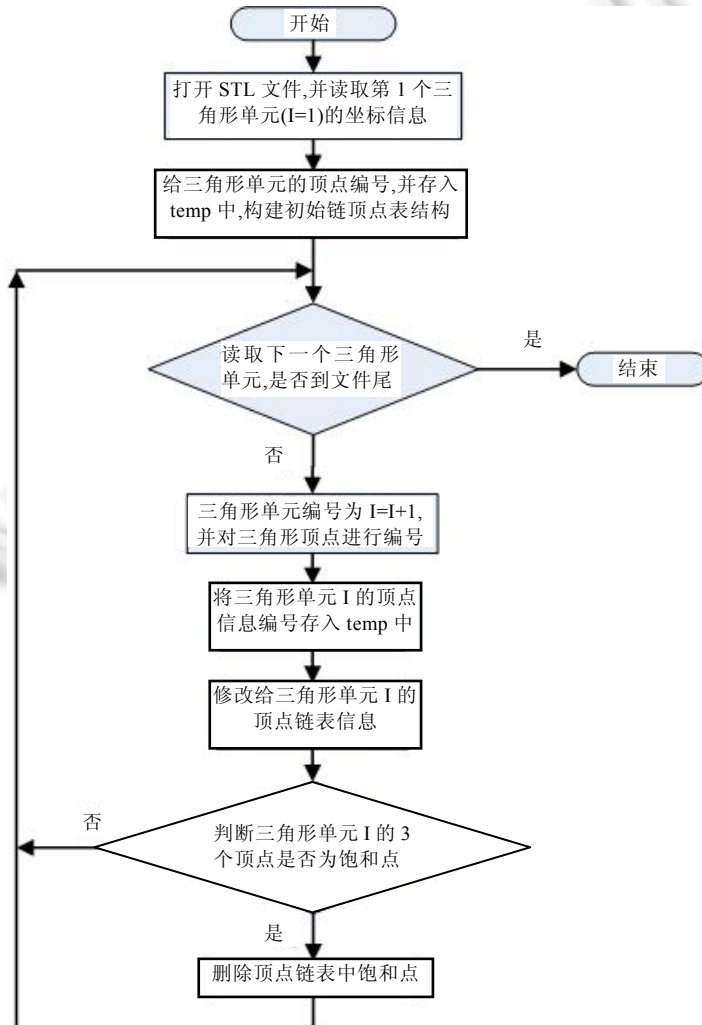 开始
打开 STL 文件,并读取第 1 个三
角形单元(I=1)的坐标信息
给三角形单元的顶点编号,并存入
temp 中,构建初始链顶点表结构
读取下一个三角形
单元,是否到文件尾
是
结束
否
三角形单元编号为 I=I+1,
并对三角形顶点进行编号
将三角形单元 I 的顶点
信息编号存入 temp 中
修改给三角形单元 I 的
顶点链表信息
否
判断三角形单元 I 的 3
个顶点是否为饱和点
是
删除顶点链表中饱和点